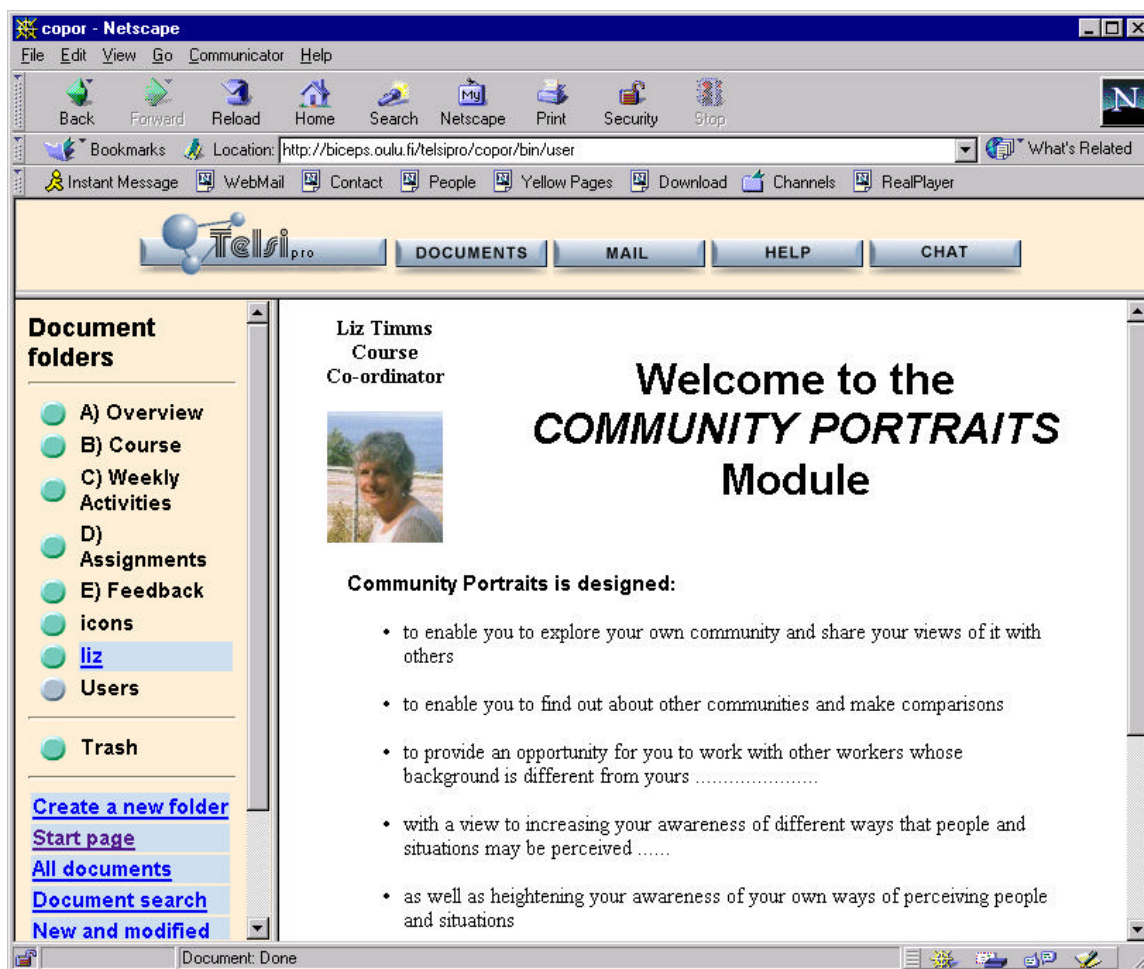 copor - Netscape
File Edit View Go Communicator Help
My
N
Back Forward Reload Home Search Netscape Print Security Stop
Bookmarks Location: http://biceps.oulu.fi/telsipro/copor/bin/user What's Related
Instant Message WebMail Contact People Yellow Pages Download Channels RealPlayer
Telsi pro DOCUMENTS MAIL HELP CHAT
Document
folders
A) Overview
B) Course
C) Weekly
Activities
D)
Assignments
E) Feedback
icons
liz
Users
Trash
Create a new folder
Start page
All documents
Document search
New and modified
Liz Timms
Course
Co-ordinator
Welcome to the
COMMUNITY PORTRAITS
Module
Community Portraits is designed:
• to enable you to explore your own community and share your views of it with
others
• to enable you to find out about other communities and make comparisons
• to provide an opportunity for you to work with other workers whose
background is different from yours ......................
• with a view to increasing your awareness of different ways that people and
situations may be perceived ......
• as well as heightening your awareness of your own ways of perceiving people
and situations
Document: Done